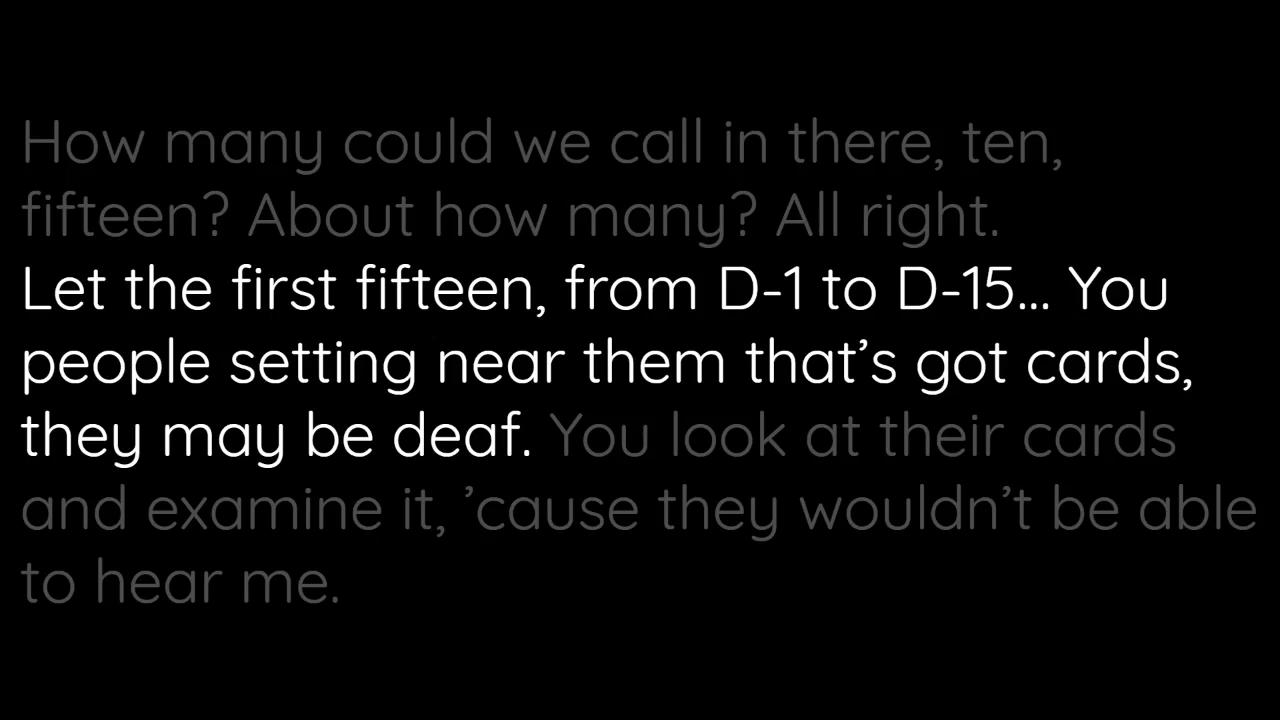 How many could we call in there, ten,
fifteen? About how many? All right.
Let the first fifteen, from D-1 to D-15... You
people setting near them that’s got cards,
they may be deaf. You look at their cards
and examine it, ’cause they wouldn’t be able
to hear me.